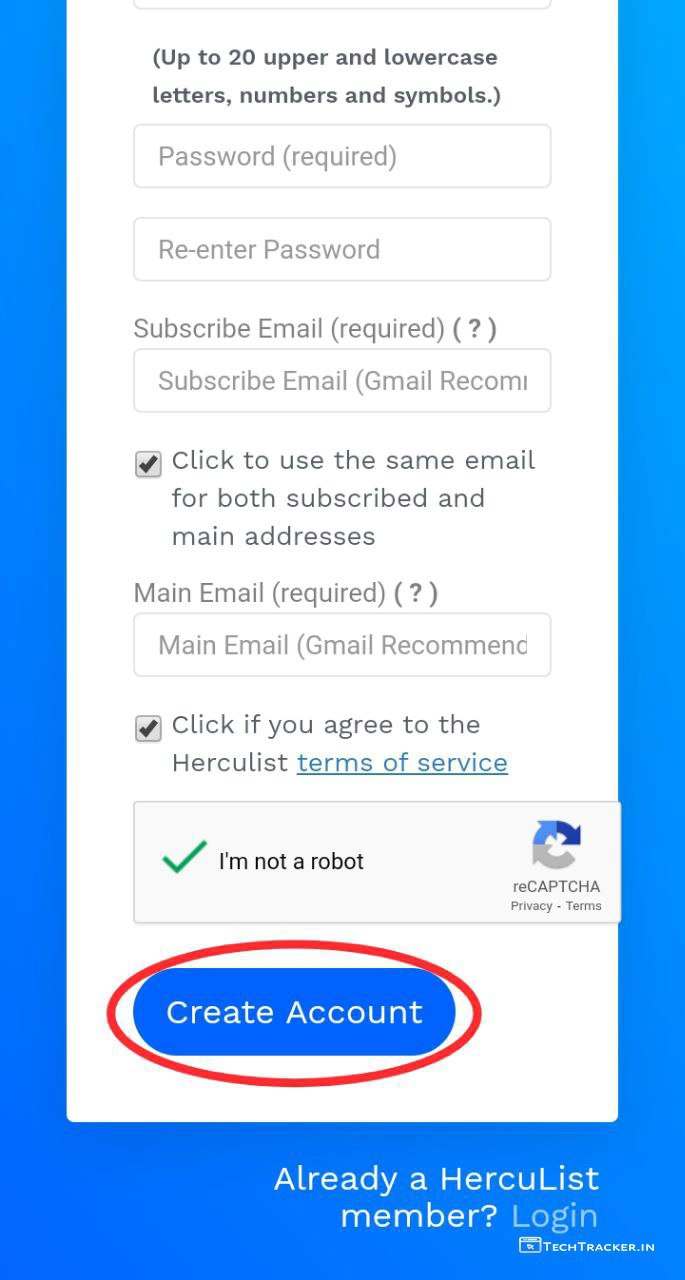 (Up to 20 upper and lowercase
letters, numbers and symbols.)
Password (required)
Re-enter Password
Subscribe Email (required) ( ? )
Subscribe Email (Gmail Recom
Click to use the same email
for both subscribed and
main addresses
Main Email (required) ( ? )
Main Email (Gmail Recommend
Click if you agree to the
Herculist terms of service
I'm not a robot
reCAPTCHA
Privacy - Terms
Create Account
Already a HercuList
member? Login
TECHTRACKER.IN